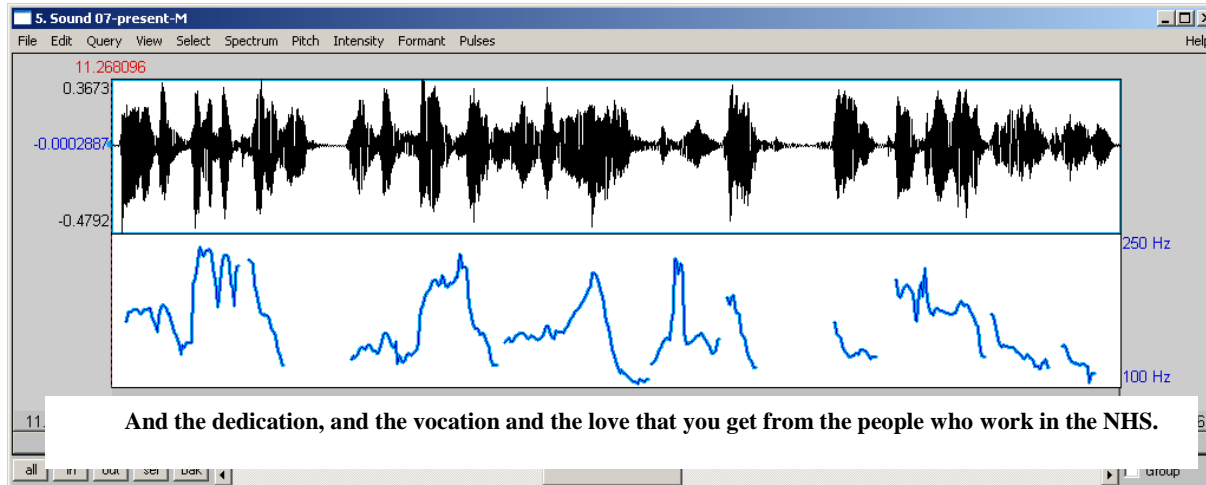 5. Sound 07-present-M
File Edit Query View Select Spectrum Pitch Intensity Formant Pulses Help
11.268096
0.3673
-0.0002887
-0.4792
250 Hz
100 Hz
11.
And the dedication, and the vocation and the love that you get from the people who work in the NHS.
all in out sel bak Group